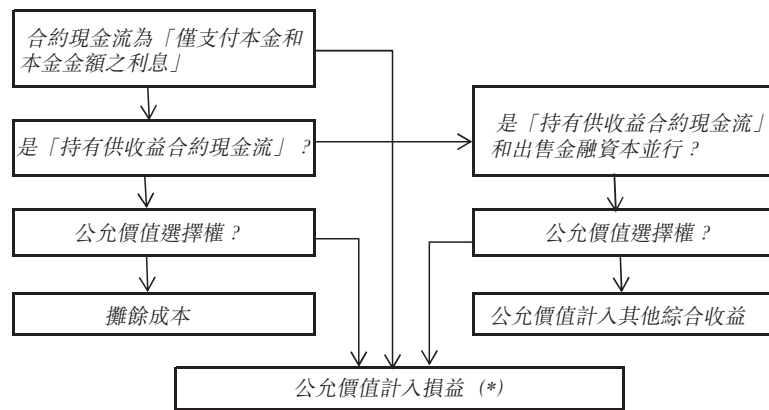 合約現金流為「僅支付本金和
本金金額之利息」
是「持有供收益合約現金流」?
是「持有供收益合約現金流」
和出售金融資本並行?
公允價值選擇權?
公允價值選擇權?
攤餘成本
公允價值計入其他綜合收益
公允價值計入損益 (*)